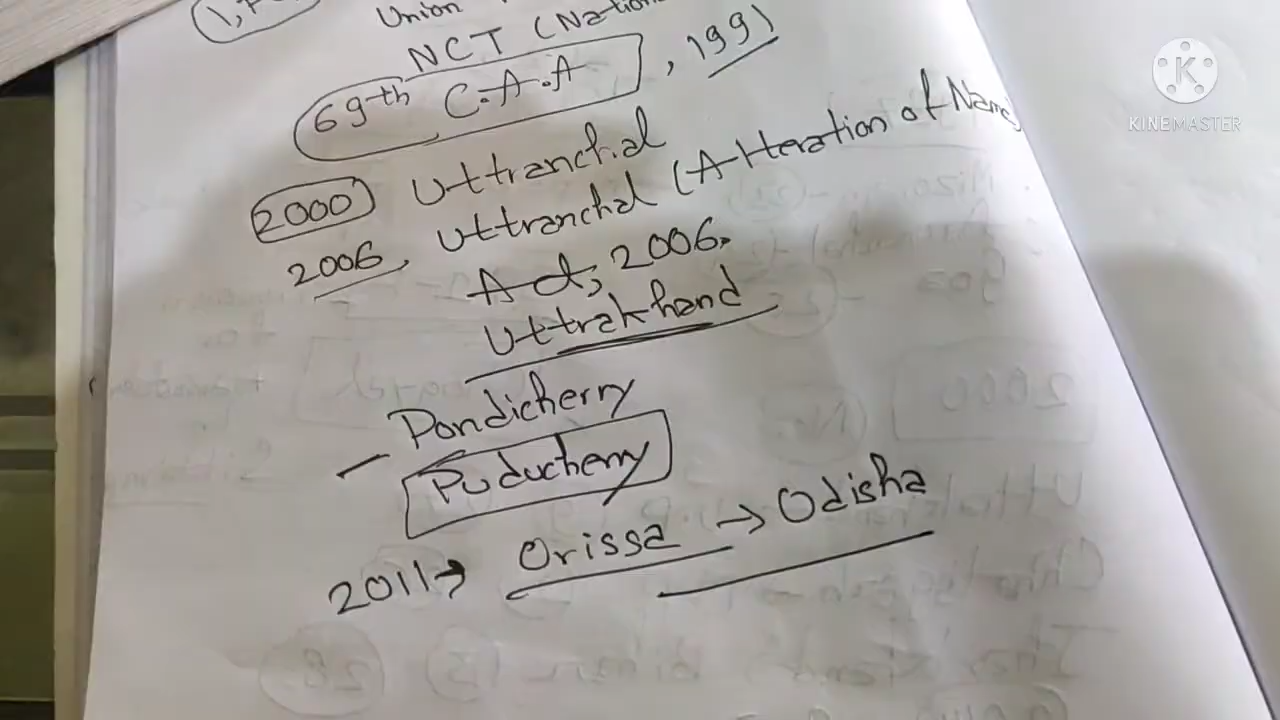 Union
NCT (Nation
69th C.A.A, 1991
2000 Uttranchal
2006, Uttranchal (Alteration of Name)
Act, 2006.
Uttrakhand
- Pondicherry
Puducherry
2011→ Orissa → Odisha
KINEMASTER